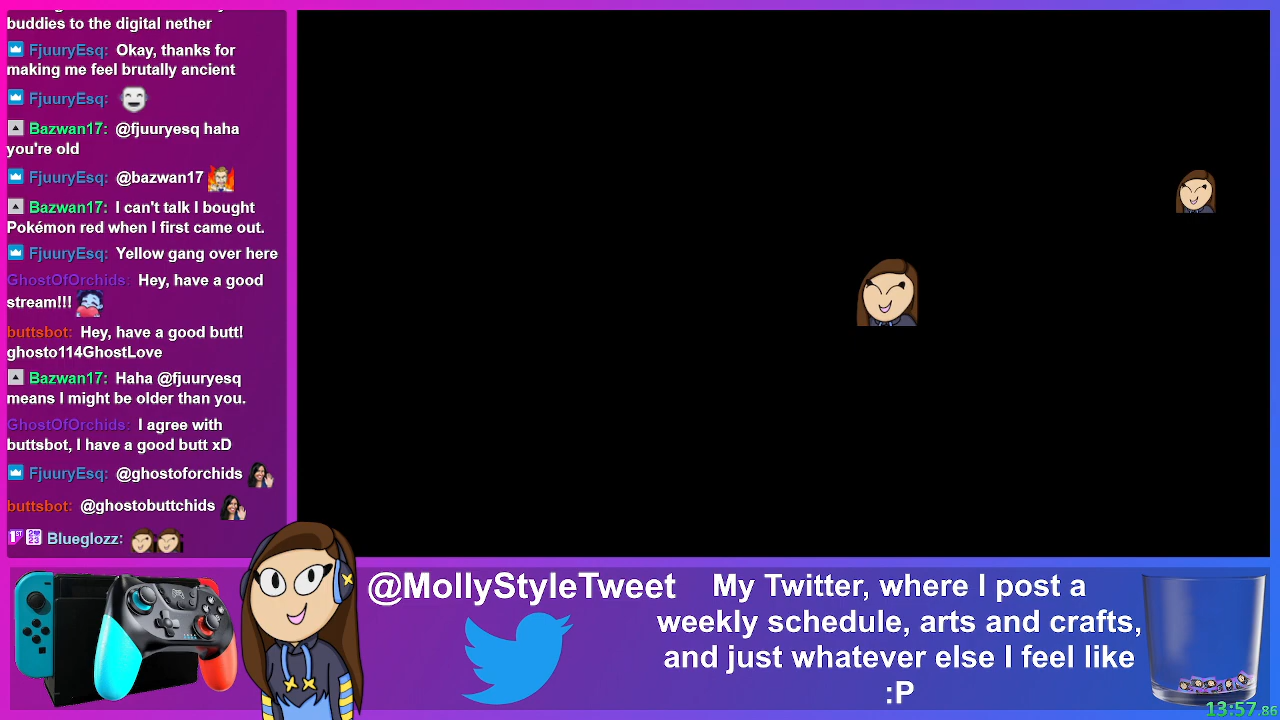 buddies to the digital nether
FjuuryEsq: Okay, thanks for
making me feel brutally ancient
FjuuryEsq:
Bazwan17: @fjuuryesq haha
you're old
FjuuryEsq: @bazwan17
Bazwan17: I can't talk I bought
Pokémon red when I first came out.
FjuuryEsq: Yellow gang over here
GhostOfOrchids: Hey, have a good
stream!!!
buttsbot: Hey, have a good butt!
ghosto114GhostLove
Bazwan17: Haha @fjuuryesq
means I might be older than you.
GhostOfOrchids: I agree with
buttsbot, I have a good butt xD
FjuuryEsq: @ghostoforchids
buttsbot: @ghostobuttchids
1ST Blueglozz:
@MollyStyleTweet
My Twitter, where I post a
weekly schedule, arts and crafts,
and just whatever else I feel like
:P
13:57.86